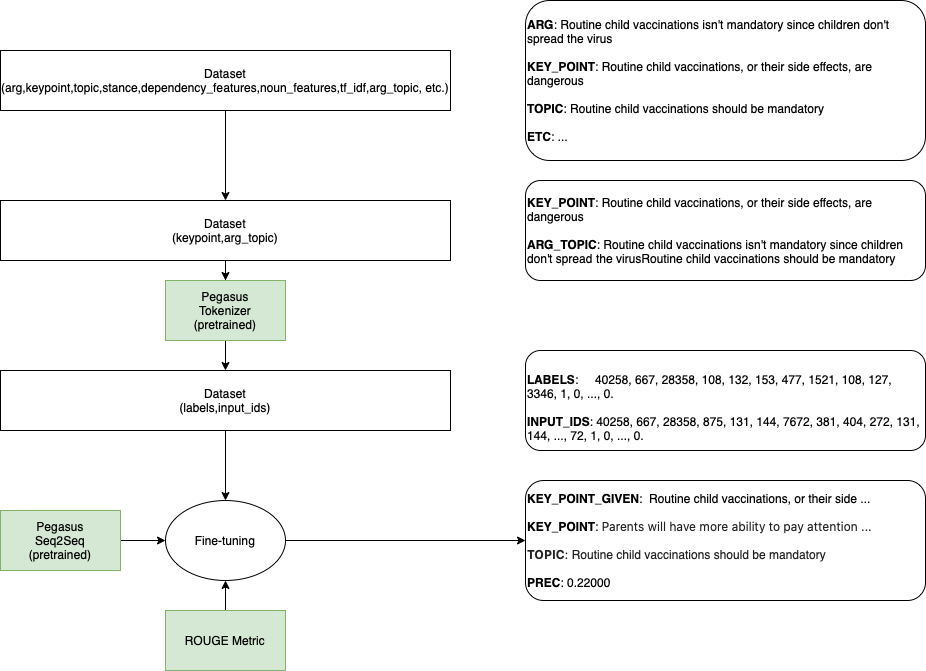 Dataset
(arg,keypoint,topic,stance,dependency_features,noun_features,tf_idf,arg_topic, etc.)
ARG: Routine child vaccinations isn't mandatory since children don't
spread the virus
KEY_POINT: Routine child vaccinations, or their side effects, are
dangerous
TOPIC: Routine child vaccinations should be mandatory
ETC: ...
Dataset
(keypoint,arg_topic)
KEY_POINT: Routine child vaccinations, or their side effects, are
dangerous
ARG_TOPIC: Routine child vaccinations isn't mandatory since children
don't spread the virusRoutine child vaccinations should be mandatory
Pegasus
Tokenizer
(pretrained)
Dataset
(labels,input_ids)
LABELS: 40258, 667, 28358, 108, 132, 153, 477, 1521, 108, 127,
3346, 1, 0, ..., 0.
INPUT_IDS: 40258, 667, 28358, 875, 131, 144, 7672, 381, 404, 272, 131,
144, ..., 72, 1, 0, ..., 0.
Pegasus
Seq2Seq
(pretrained)
Fine-tuning
KEY_POINT_GIVEN: Routine child vaccinations, or their side ...
KEY_POINT: Parents will have more ability to pay attention ...
TOPIC: Routine child vaccinations should be mandatory
PREC: 0.22000
ROUGE Metric